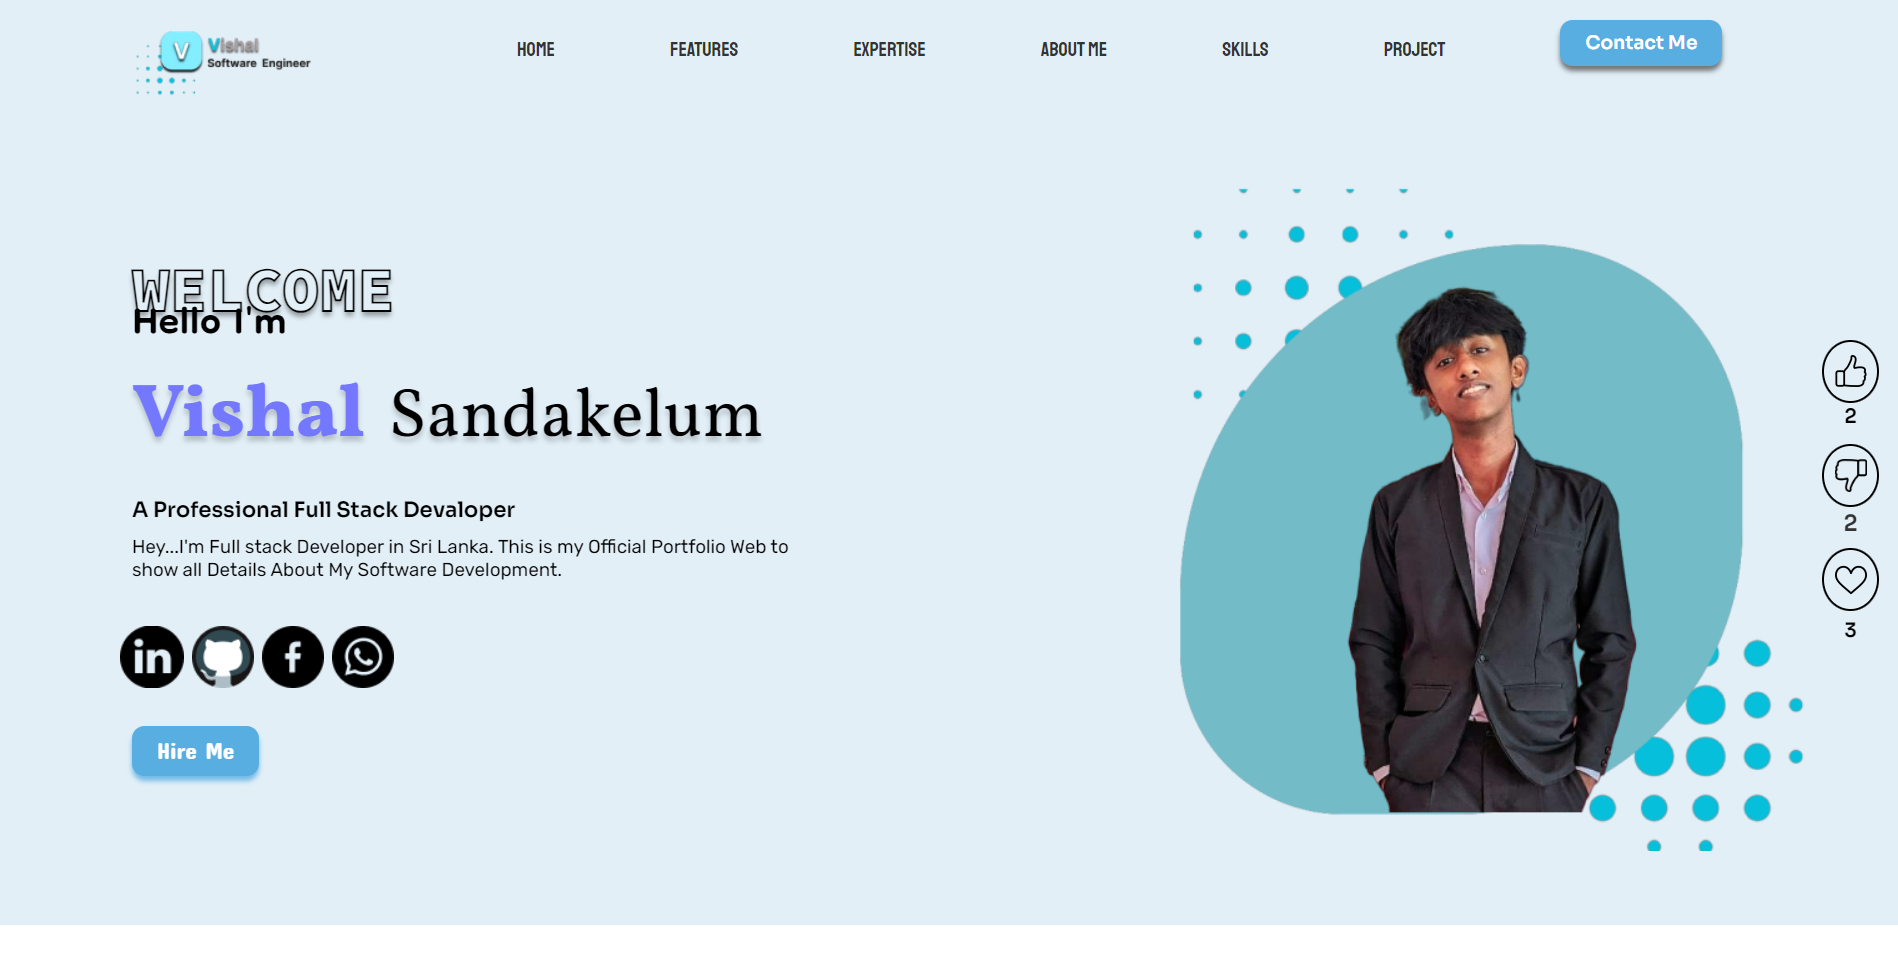 V
Vishal
Software Engineer
HOME
FEATURES
EXPERTISE
ABOUT ME
SKILLS
PROJECT
Contact Me
WELCOME
Hello I'm
Vishal Sandakelum
A Professional Full Stack Devaloper
Hey...I'm Full stack Developer in Sri Lanka. This is my Official Portfolio Web to
show all Details About My Software Development.
in
f
Hire Me
2
2
3